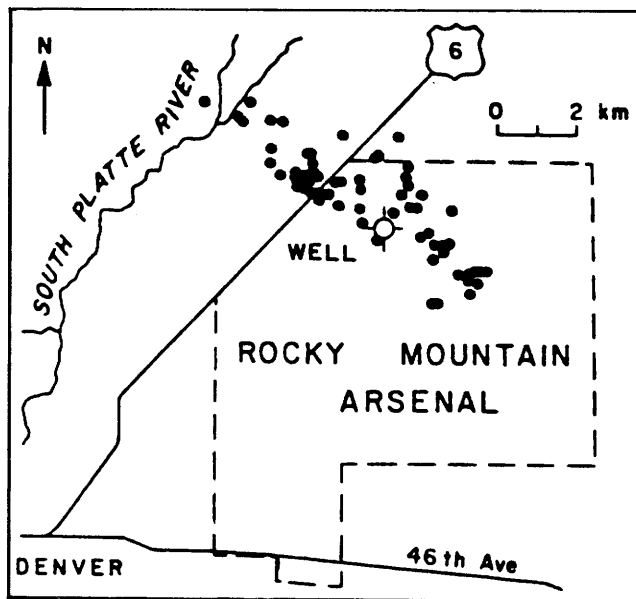 N
6
0 2 km
SOUTH PLATTE RIVER
WELL
ROCKY MOUNTAIN
ARSENAL
46th Ave
DENVER